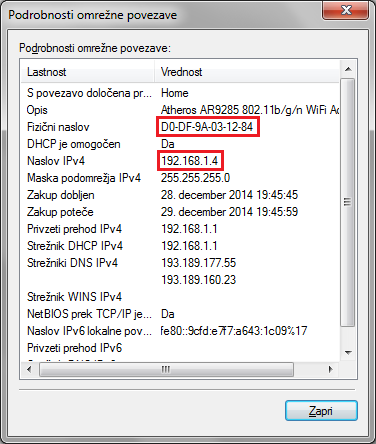 Podrobnosti omrežne povezave
Podrobnosti omrežne povezave:
Lastnost Vrednost
S povezavo določena pr... Home
Opis Atheros AR9285 802.11b/g/n WiFi Ad
Fizični naslov D0-DF-9A-03-12-84
DHCP je omogočen Da
Naslov IPv4 192.168.1.4
Maska podomrežja IPv4 255.255.255.0
Zakup dobljen 28. december 2014 19:45:45
Zakup poteče 29. december 2014 19:45:59
Privzeti prehod IPv4 192.168.1.1
Strežnik DHCP IPv4 192.168.1.1
Strežniki DNS IPv4 193.189.177.55
193.189.160.23
Strežnik WINS IPv4
NetBIOS prek TCP/IP je... Da
Naslov IPv6 lokalne pov... fe80::9cfd:e7f7:a643:1c09%17
Privzeti prehod IPv6
Zapri